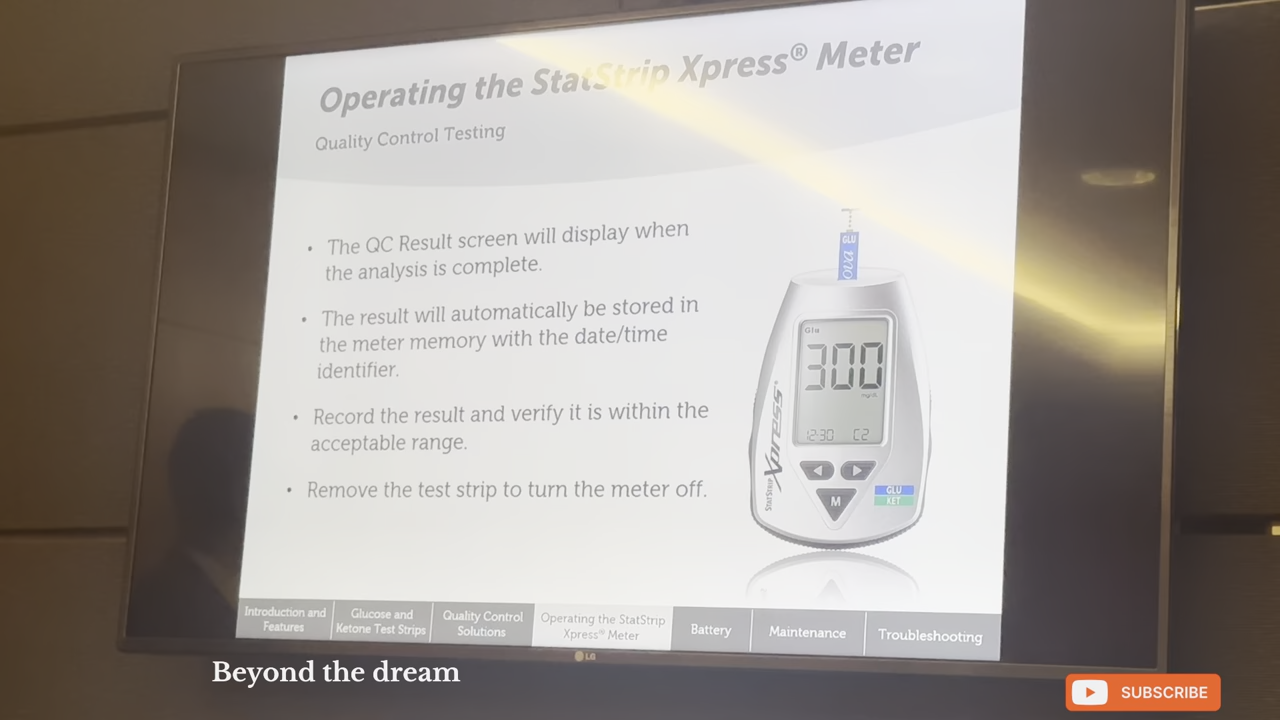 Operating the StatStrip Xpress® Meter
Quality Control Testing
• The QC Result screen will display when
the analysis is complete.
• The result will automatically be stored in
the meter memory with the date/time
identifier.
• Record the result and verify it is within the
acceptable range.
• Remove the test strip to turn the meter off.
GLU
ova
Glu
300
mg/dL
12:30 C2
StatStrip Xpress®
M
GLU
KET
Introduction and
Features
Glucose and
Ketone Test Strips
Quality Control
Solutions
Operating the StatStrip
Xpress® Meter
Battery
Maintenance
Troubleshooting
LG
Beyond the dream
SUBSCRIBE